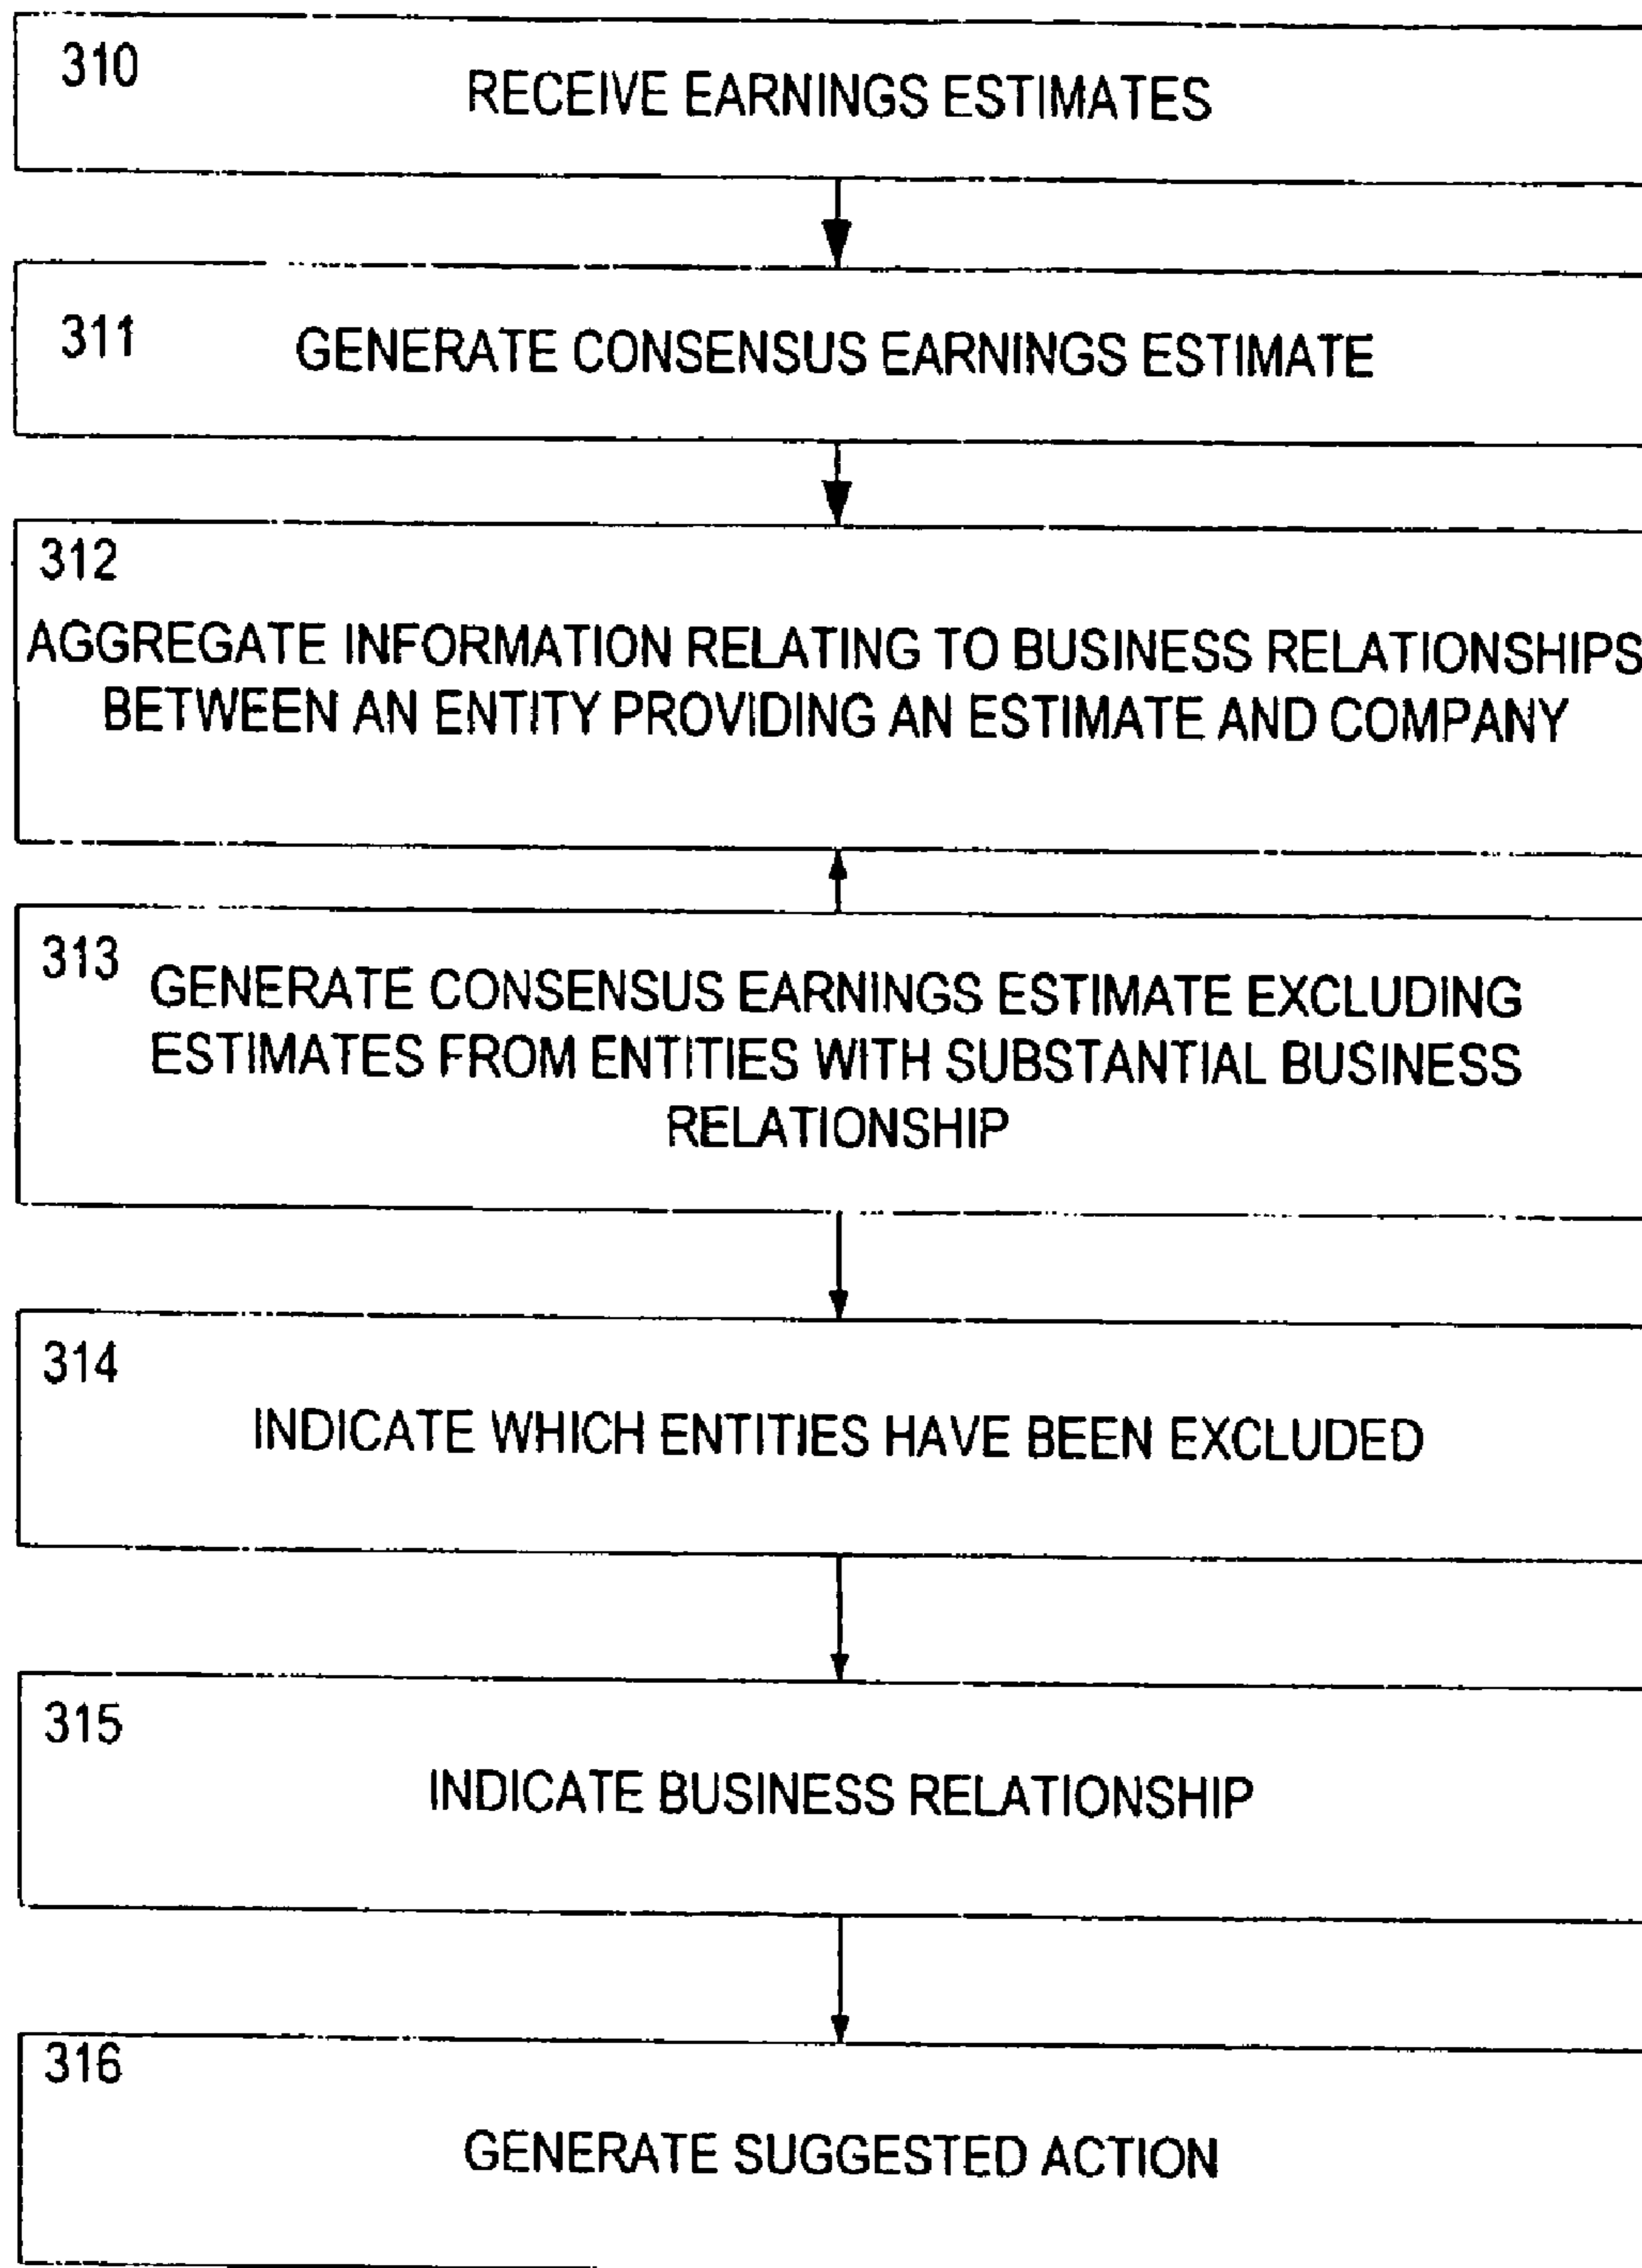 310
RECEIVE EARNINGS ESTIMATES
311
GENERATE CONSENSUS EARNINGS ESTIMATE
312
AGGREGATE INFORMATION RELATING TO BUSINESS RELATIONSHIPS
BETWEEN AN ENTITY PROVIDING AN ESTIMATE AND COMPANY
313
GENERATE CONSENSUS EARNINGS ESTIMATE EXCLUDING
ESTIMATES FROM ENTITIES WITH SUBSTANTIAL BUSINESS
RELATIONSHIP
314
INDICATE WHICH ENTITIES HAVE BEEN EXCLUDED
315
INDICATE BUSINESS RELATIONSHIP
316
GENERATE SUGGESTED ACTION